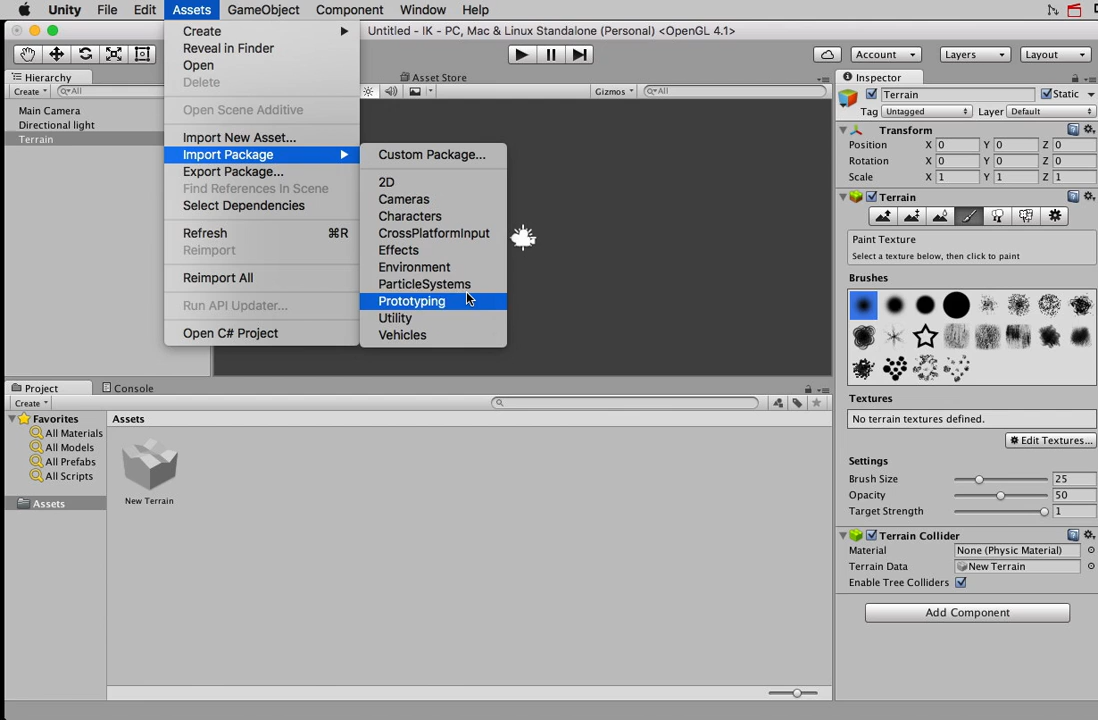 Unity File Edit Assets GameObject Component Window Help
Untitled - IK - PC, Mac & Linux Standalone (Personal) <OpenGL 4.1>
Account Layers Layout
Hierarchy
Create All
Main Camera
Directional light
Terrain
Create
Reveal in Finder
Open
Delete
Open Scene Additive
Import New Asset...
Import Package
Export Package...
Find References In Scene
Select Dependencies
Refresh ⌘R
Reimport
Reimport All
Run API Updater...
Open C# Project
Custom Package...
2D
Cameras
Characters
CrossPlatformInput
Effects
Environment
ParticleSystems
Prototyping
Utility
Vehicles
Asset Store
Gizmos All
Inspector
Terrain Static
Tag Untagged Layer Default
Transform
Position X 0 Y 0 Z 0
Rotation X 0 Y 0 Z 0
Scale X 1 Y 1 Z 1
Terrain
Paint Texture
Select a texture below, then click to paint
Brushes
Textures
No terrain textures defined.
Edit Textures...
Settings
Brush Size 25
Opacity 50
Target Strength 1
Terrain Collider
Material None (Physic Material)
Terrain Data New Terrain
Enable Tree Colliders
Add Component
Project Console
Create
Favorites
All Materials
All Models
All Prefabs
All Scripts
Assets
Assets
New Terrain